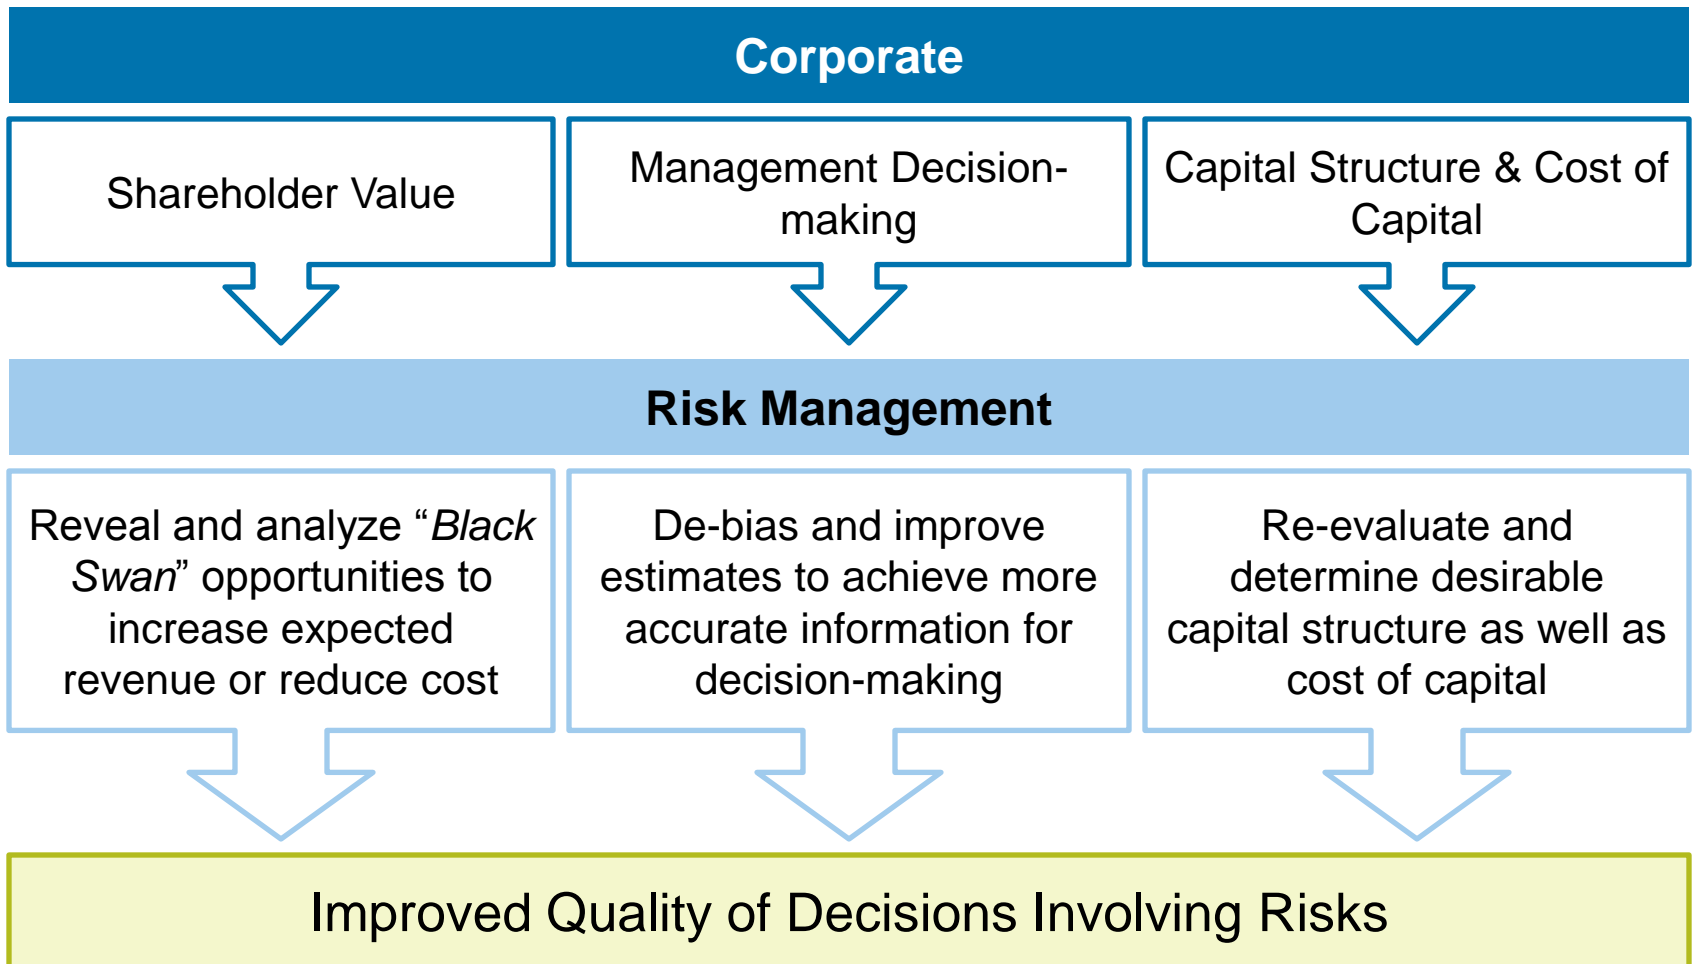 Corporate
Shareholder Value
Management Decision-
making
Capital Structure & Cost of
Capital
Risk Management
Reveal and analyze “Black
Swan” opportunities to
increase expected
revenue or reduce cost
De-bias and improve
estimates to achieve more
accurate information for
decision-making
Re-evaluate and
determine desirable
capital structure as well as
cost of capital
Improved Quality of Decisions Involving Risks